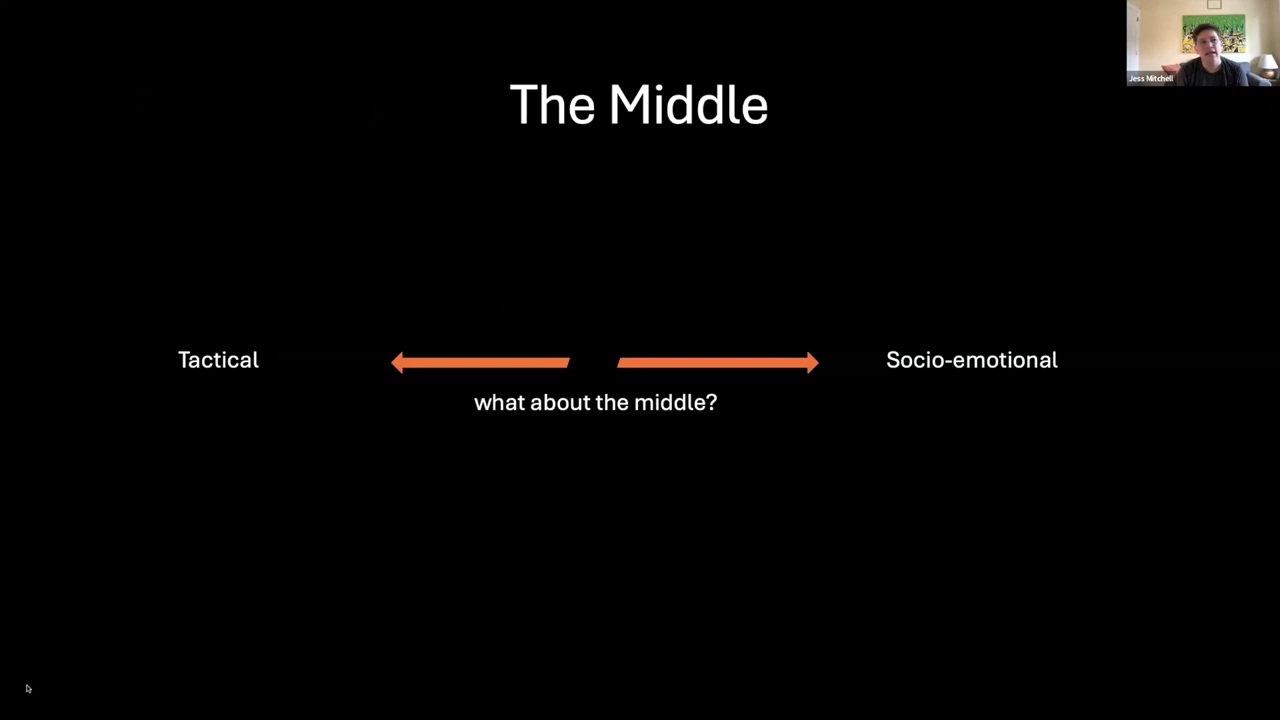 Jess Mitchell
The Middle
Tactical
Socio-emotional
what about the middle?